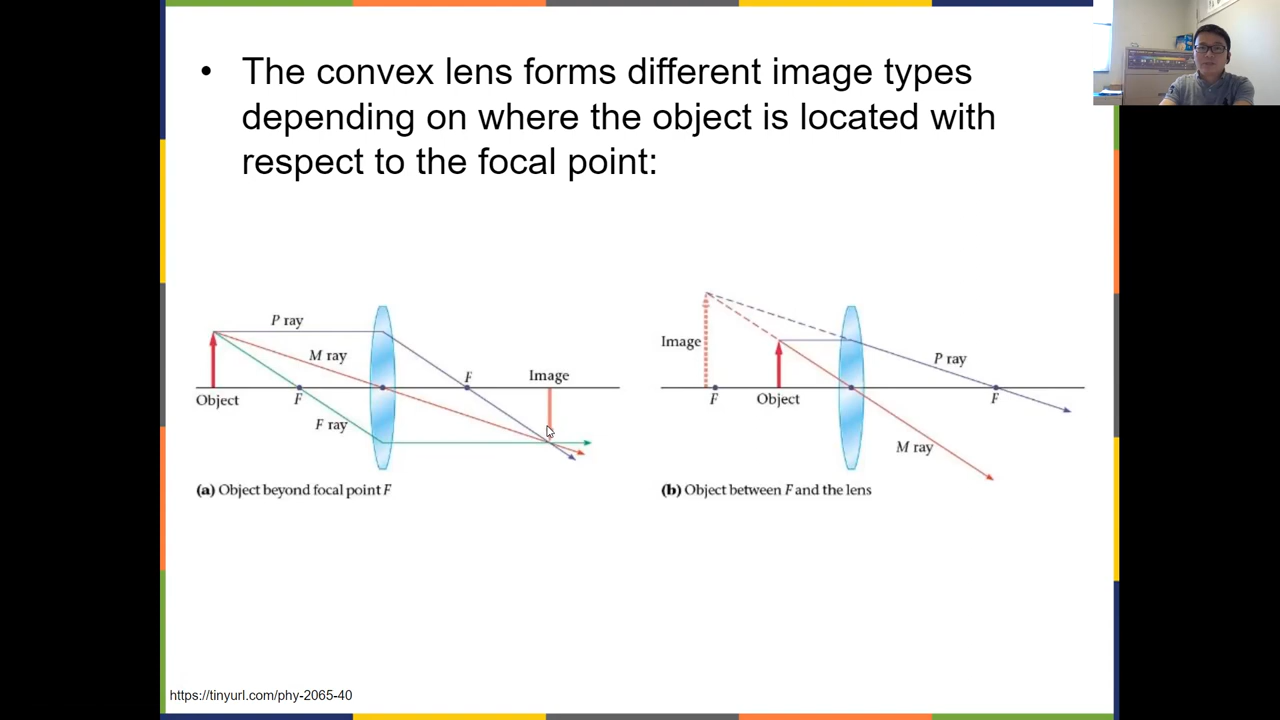 • The convex lens forms different image types
depending on where the object is located with
respect to the focal point:
P ray
M ray
F
Image
Object
F
F ray
(a) Object beyond focal point F
Image
P ray
F
Object
F
M ray
(b) Object between F and the lens
https://tinyurl.com/phy-2065-40